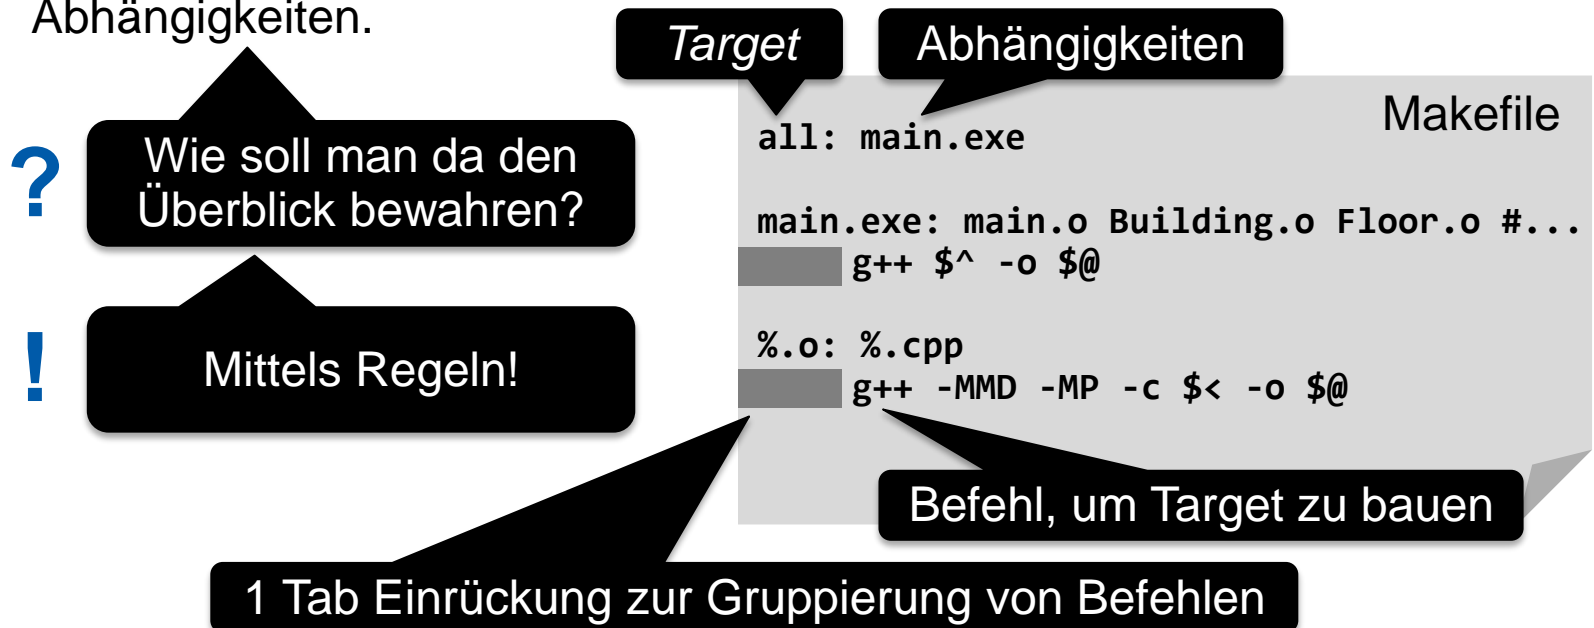 Abhängigkeiten.
Target
Abhängigkeiten
Makefile
all: main.exe
?
Wie soll man da den
Überblick bewahren?
main.exe: main.o Building.o Floor.o #...
g++ $^ -o $@
!
Mittels Regeln!
%.o: %.cpp
g++ -MMD -MP -c $< -o $@
Befehl, um Target zu bauen
1 Tab Einrückung zur Gruppierung von Befehlen